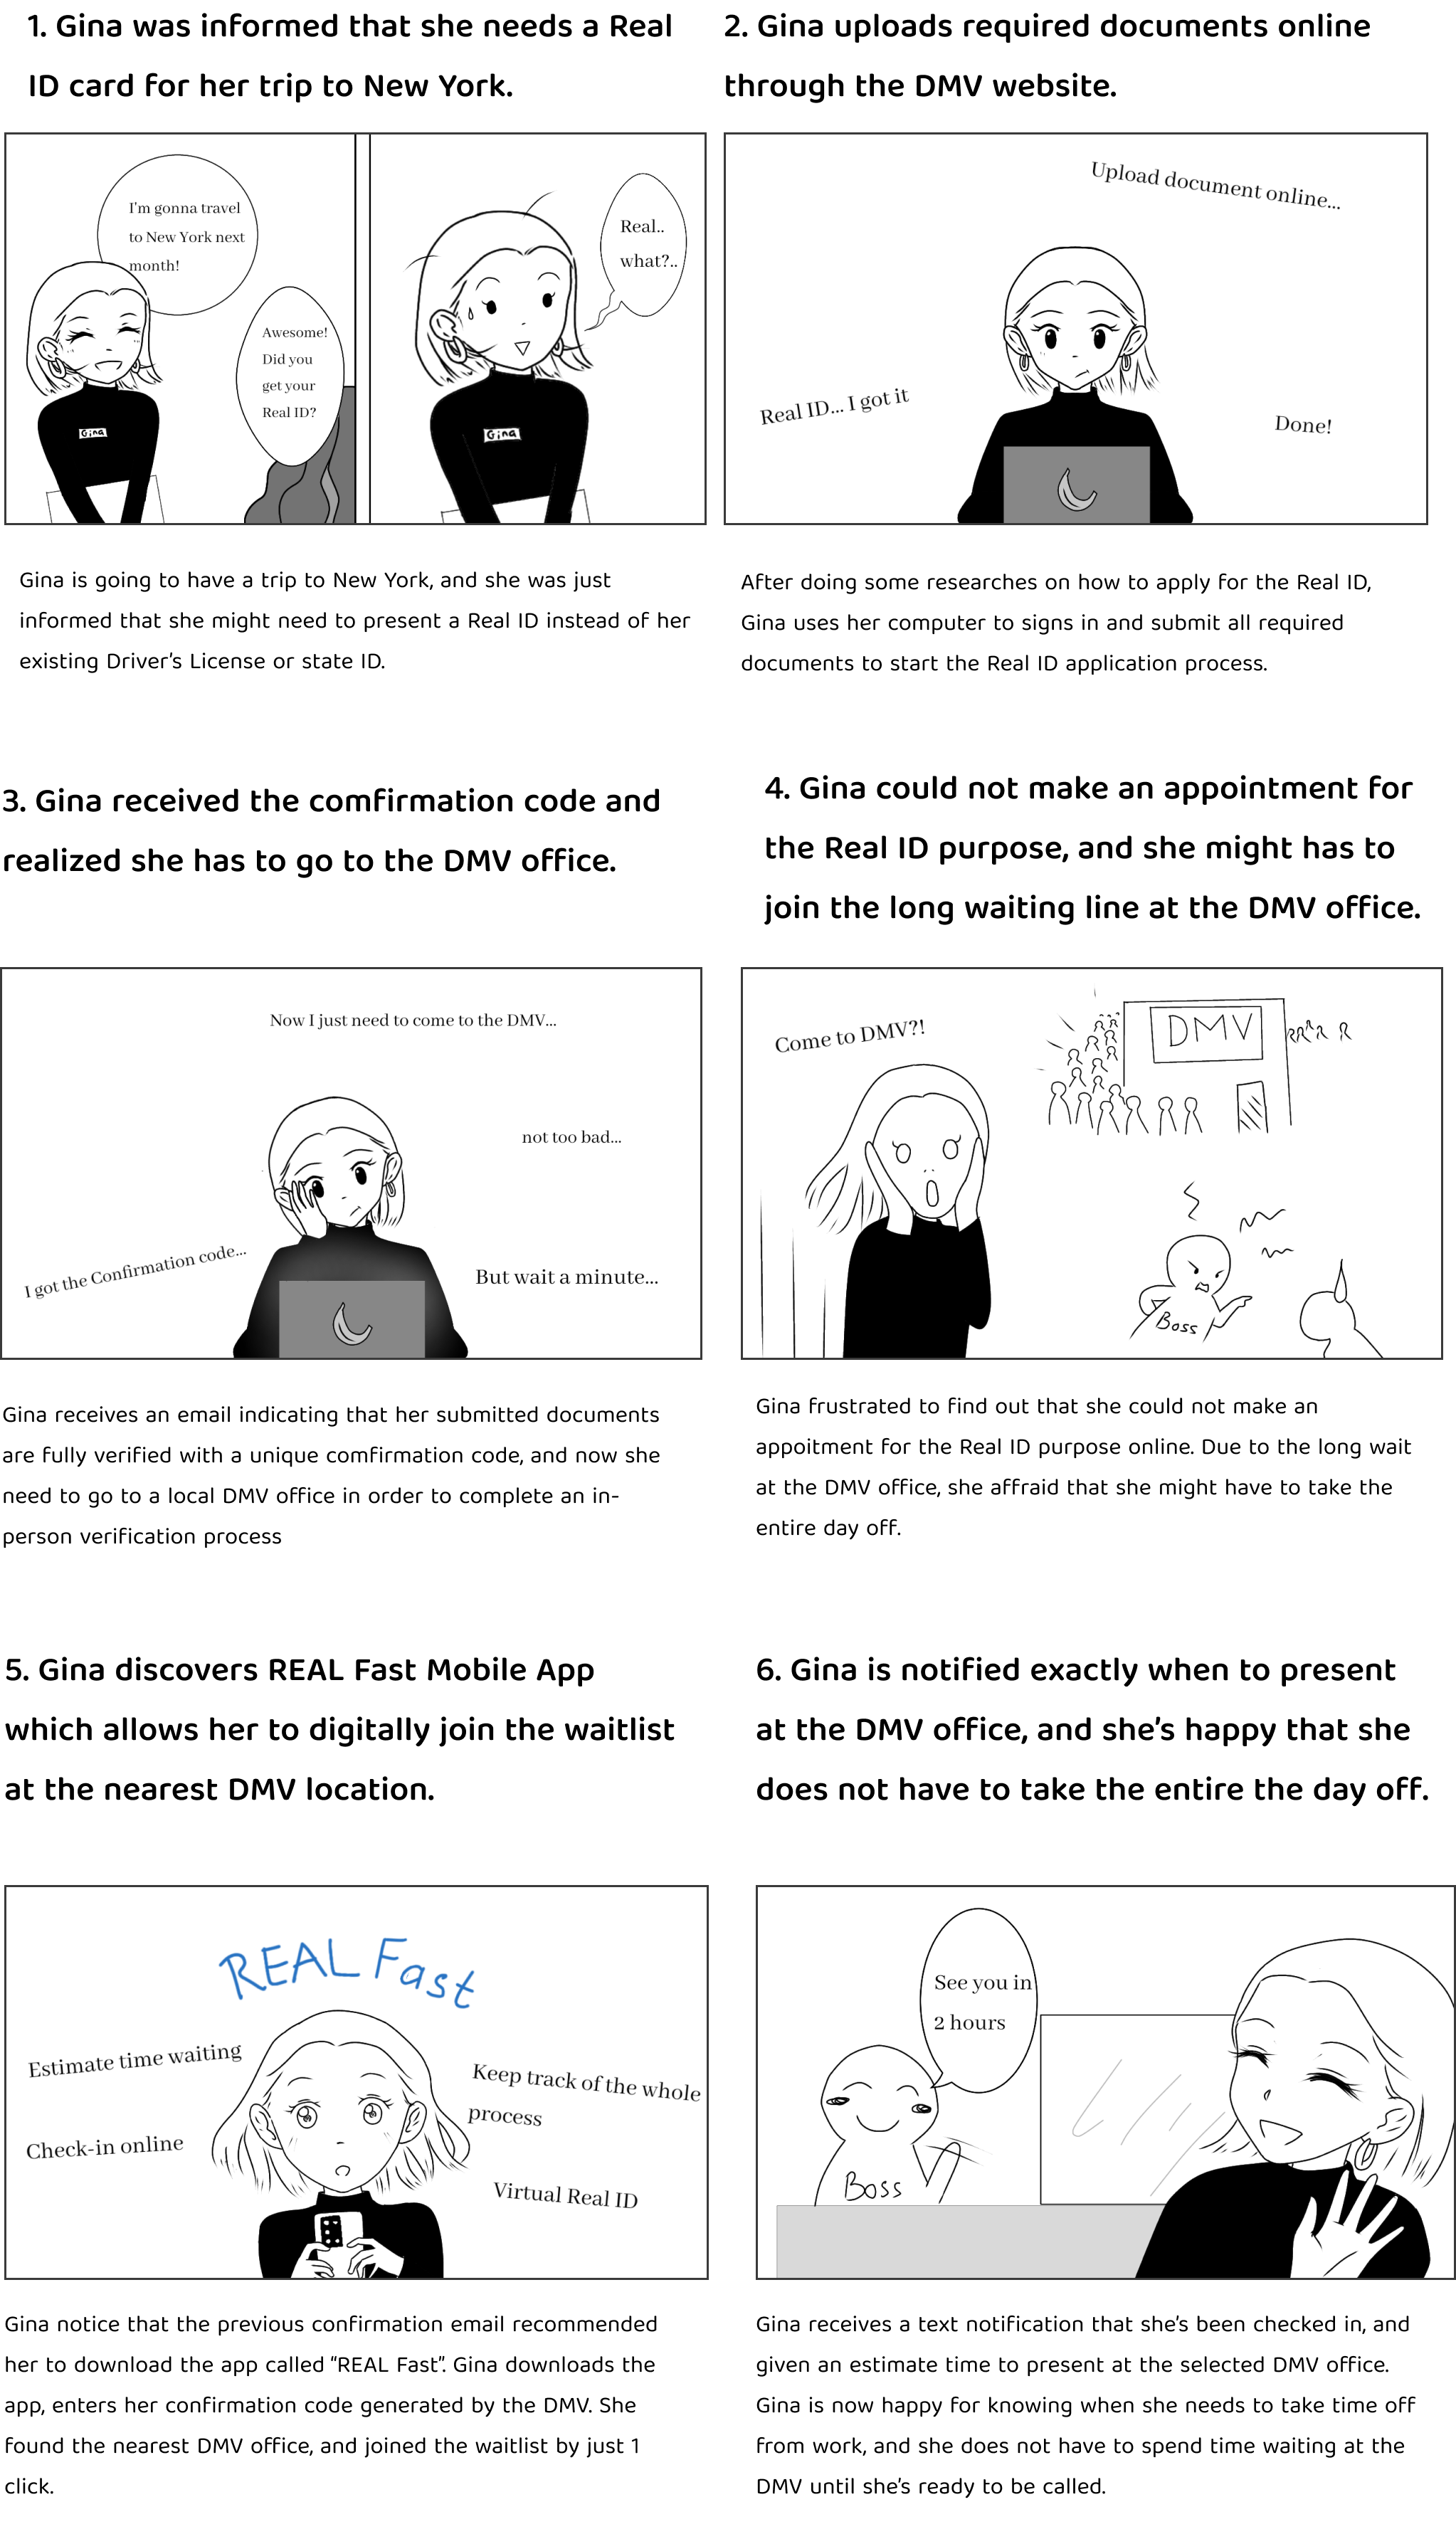 1. Gina was informed that she needs a Real
ID card for her trip to New York.
I'm gonna travel
to New York next
month!
Awesome!
Did you
get your
Real ID?
Gina
Real..
what?..
Gina
Gina is going to have a trip to New York, and she was just
informed that she might need to present a Real ID instead of her
existing Driver's License or state ID.
2. Gina uploads required documents online
through the DMV website.
Upload document online...
Real ID... I got it
Done!
After doing some researches on how to apply for the Real ID,
Gina uses her computer to signs in and submit all required
documents to start the Real ID application process.
3. Gina received the comfirmation code and
realized she has to go to the DMV office.
Now I just need to come to the DMV...
not too bad...
I got the Confirmation code...
But wait a minute...
Gina receives an email indicating that her submitted documents
are fully verified with a unique comfirmation code, and now she
need to go to a local DMV office in order to complete an in-
person verification process
4. Gina could not make an appointment for
the Real ID purpose, and she might has to
join the long waiting line at the DMV office.
Come to DMV?!
DMV
Boss
Gina frustrated to find out that she could not make an
appoitment for the Real ID purpose online. Due to the long wait
at the DMV office, she affraid that she might have to take the
entire day off.
5. Gina discovers REAL Fast Mobile App
which allows her to digitally join the waitlist
at the nearest DMV location.
REAL Fast
Estimate time waiting
Keep track of the whole
process
Check-in online
Virtual Real ID
Gina notice that the previous confirmation email recommended
her to download the app called “REAL Fast”. Gina downloads the
app, enters her confirmation code generated by the DMV. She
found the nearest DMV office, and joined the waitlist by just 1
click.
6. Gina is notified exactly when to present
at the DMV office, and she's happy that she
does not have to take the entire the day off.
See you in
2 hours
Boss
Gina receives a text notification that she's been checked in, and
given an estimate time to present at the selected DMV office.
Gina is now happy for knowing when she needs to take time off
from work, and she does not have to spend time waiting at the
DMV until she's ready to be called.